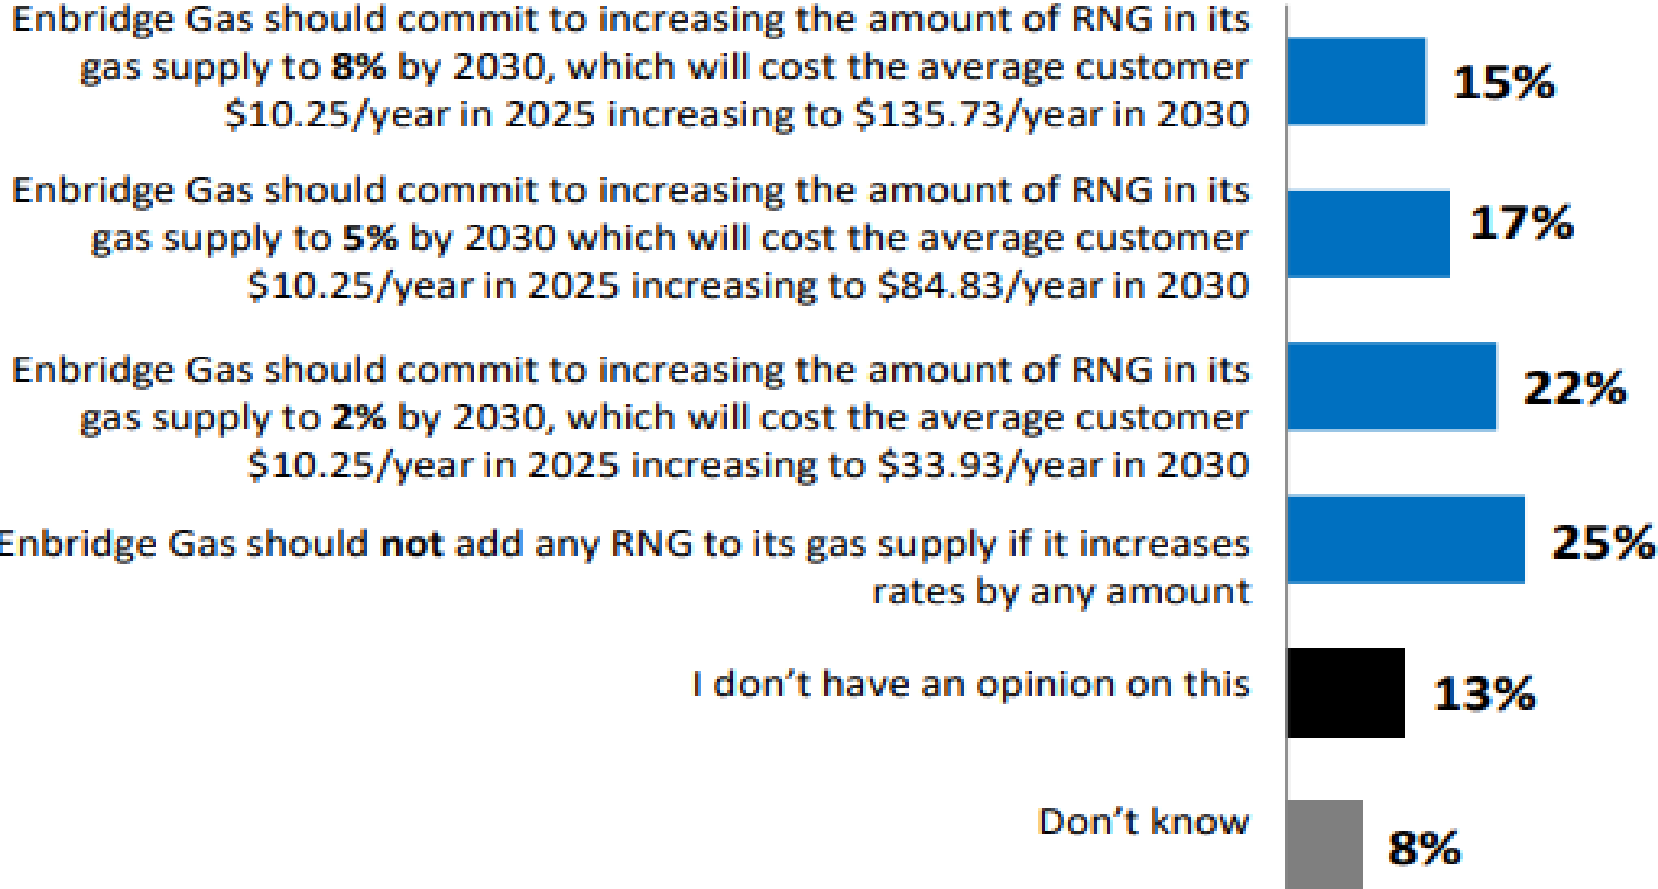 Enbridge Gas should commit to increasing the amount of RNG in its
gas supply to 8% by 2030, which will cost the average customer
$10.25/year in 2025 increasing to $135.73/year in 2030
15%
Enbridge Gas should commit to increasing the amount of RNG in its
gas supply to 5% by 2030 which will cost the average customer
$10.25/year in 2025 increasing to $84.83/year in 2030
17%
Enbridge Gas should commit to increasing the amount of RNG in its
gas supply to 2% by 2030, which will cost the average customer
$10.25/year in 2025 increasing to $33.93/year in 2030
22%
Enbridge Gas should not add any RNG to its gas supply if it increases
rates by any amount
25%
I don't have an opinion on this
13%
Don't know
8%